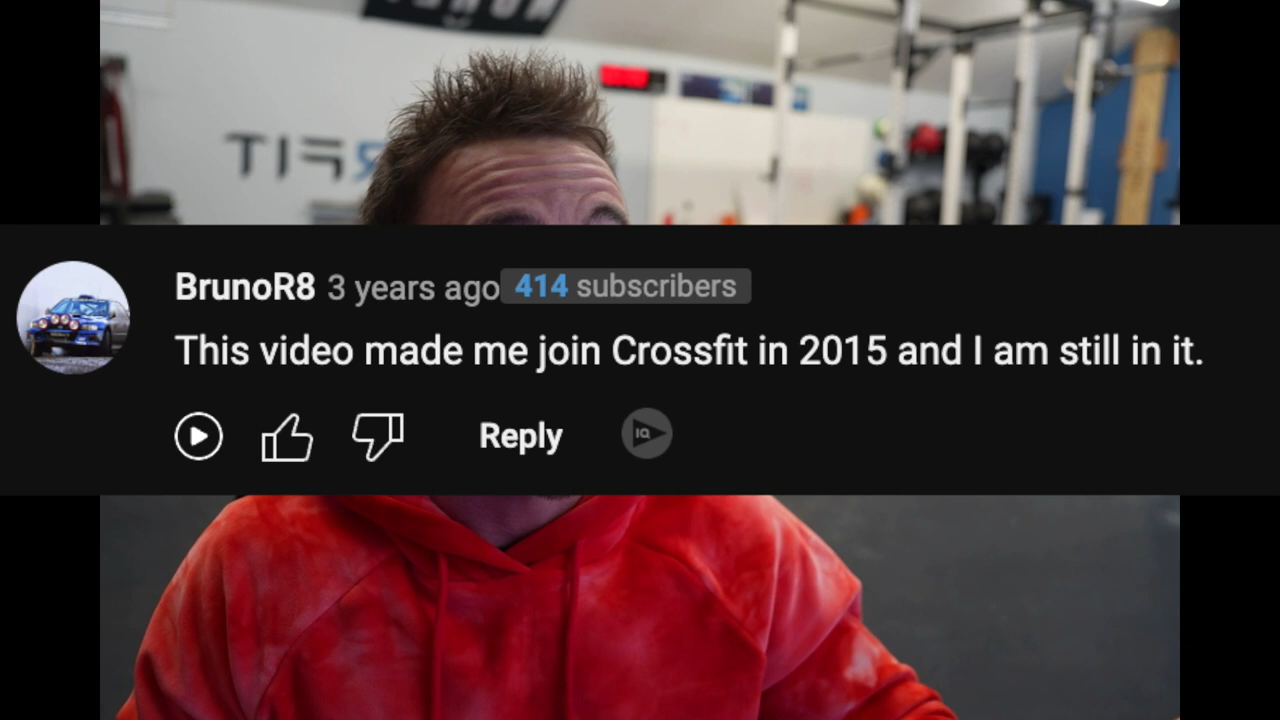 BrunoR8 3 years ago 414 subscribers
This video made me join Crossfit in 2015 and I am still in it.
Reply
IQ